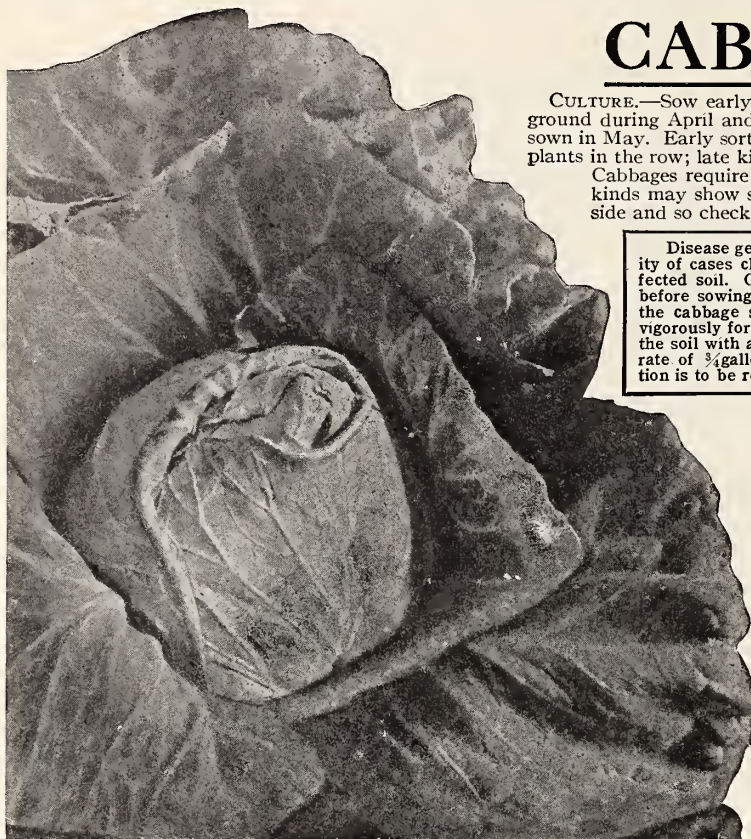 CAB
CULTURE.—Sow early
ground during April and
sown in May. Early sort
plants in the row; late ki
Cabbages require
kinds may show s
side and so check
Disease ge
ity of cases cl
fected soil. C
before sowing
the cabbage s
vigorously for
the soil with a
rate of ¾ gallo
tion is to be re